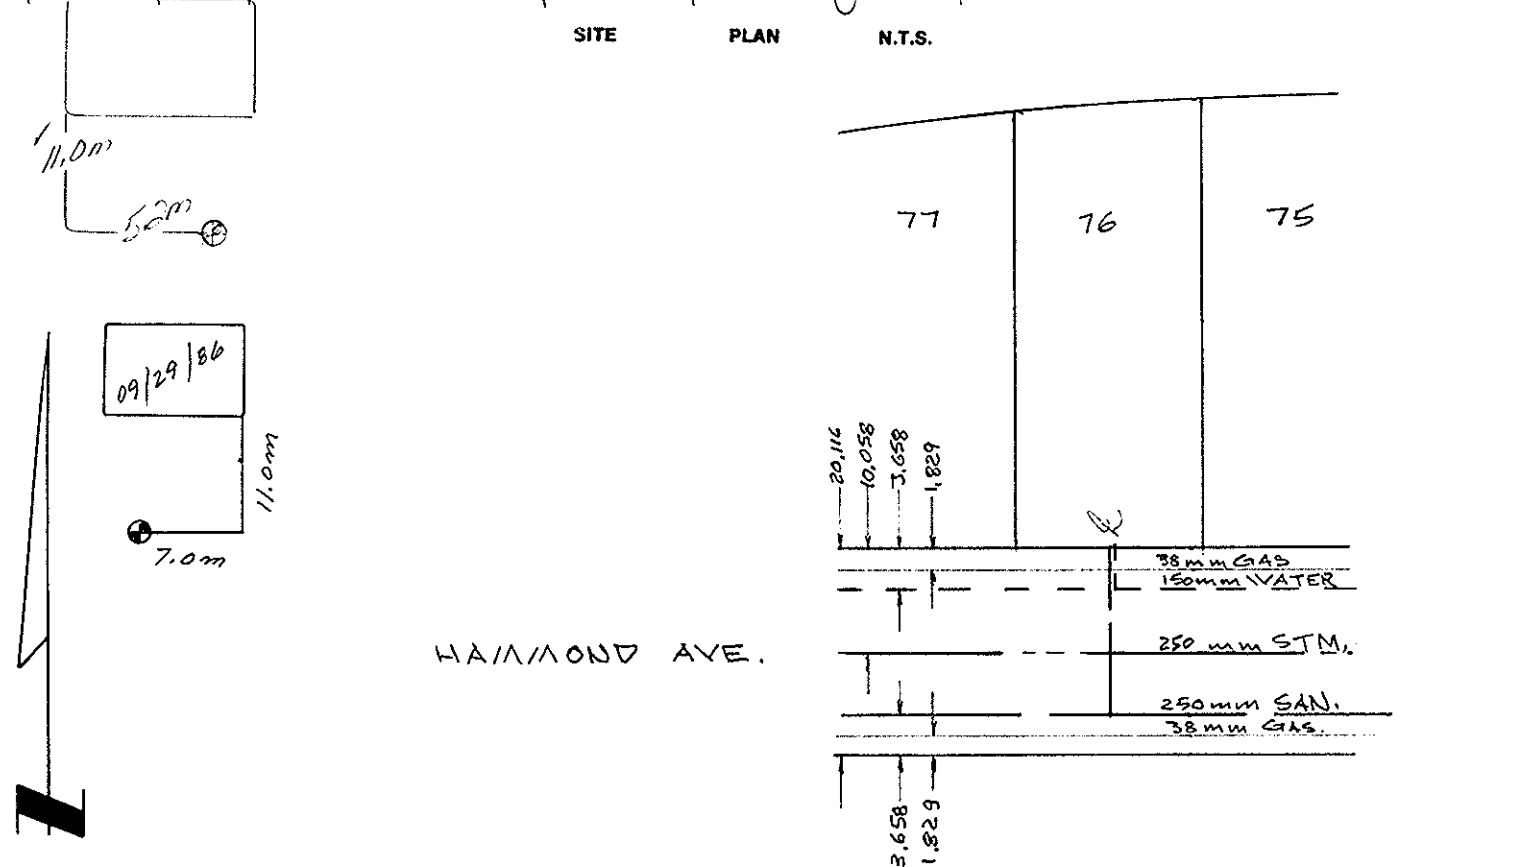 SITE PLAN N.T.S.
11.0m
5.2m
77 76 75
09/29/86
11.0m
7.0m
20,116
10,058
3,658
1,829
38mm GAS
150mm WATER
HAMMOND AVE.
250 mm STM.
250mm SAN.
38mm GAS.
3,658
1,829
N